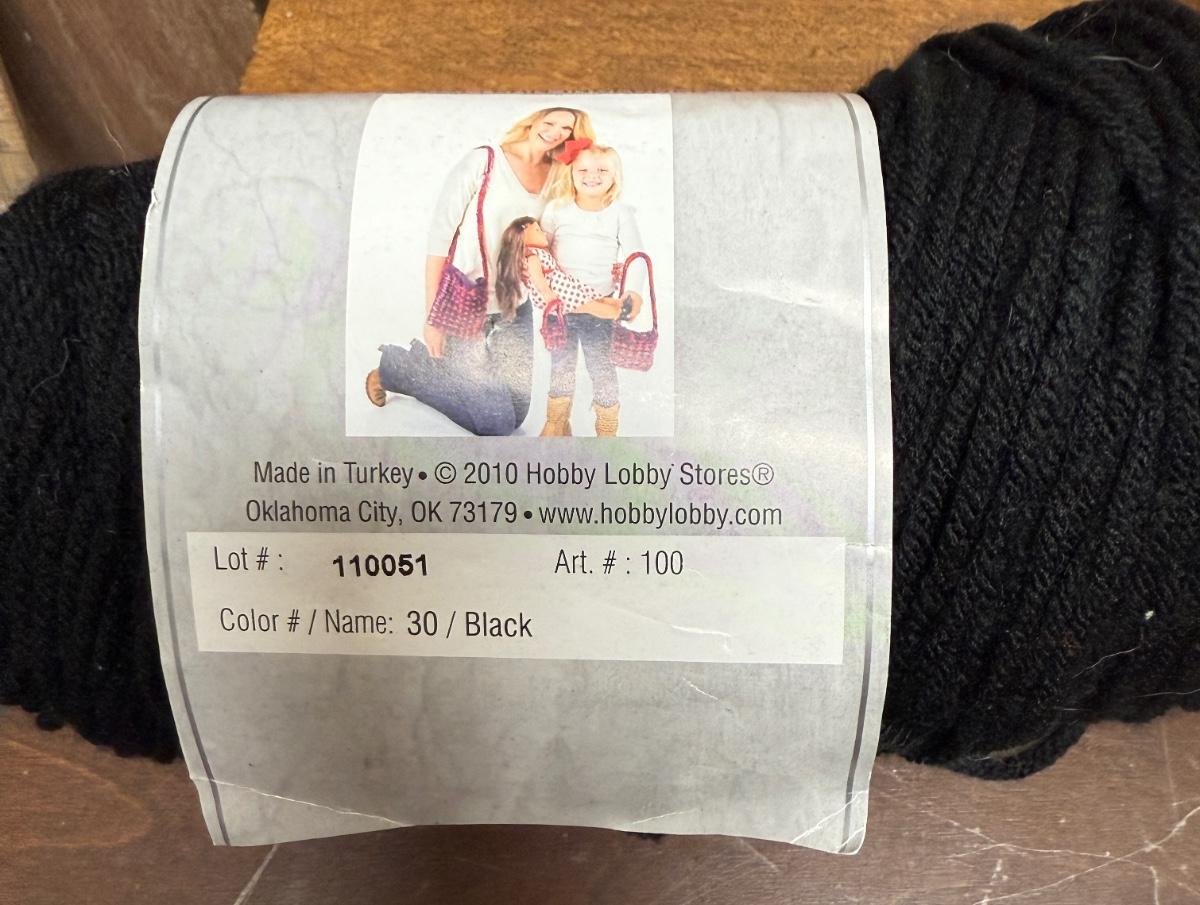 Made in Turkey • © 2010 Hobby Lobby Stores®
Oklahoma City, OK 73179 • www.hobbylobby.com
Lot # : 110051 Art. # : 100
Color # / Name: 30 / Black